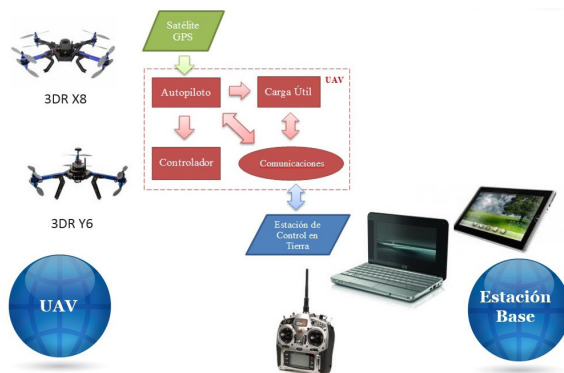 Satélite
GPS
UAV
Autopiloto
Carga Útil
3DR X8
Controlador
Comunicaciones
3DR Y6
Estación de
Control en
Tierra
UAV
Estación
Base